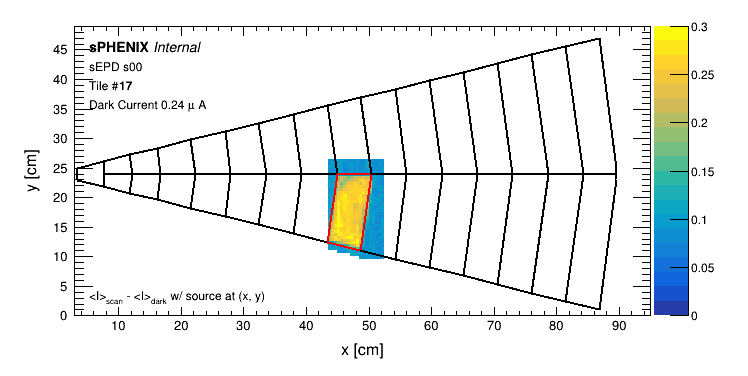 sPHENIX Internal
sEPD s00
Tile #17
Dark Current 0.24 μ A
<I>scan - <I>dark w/ source at (x, y)
y [cm]
45
40
35
30
25
20
15
10
5
0
10 20 30 40 50 60 70 80 90
x [cm]
0.3
0.25
0.2
0.15
0.1
0.05
0